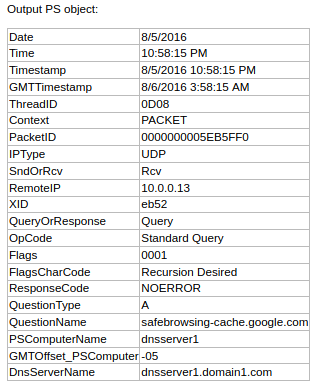 Output PS object:
Date 8/5/2016
Time 10:58:15 PM
Timestamp 8/5/2016 10:58:15 PM
GMTTimestamp 8/6/2016 3:58:15 AM
ThreadID 0D08
Context PACKET
PacketID 0000000005EB5FF0
IPType UDP
SndOrRcv Rcv
RemoteIP 10.0.0.13
XID eb52
QueryOrResponse Query
OpCode Standard Query
Flags 0001
FlagsCharCode Recursion Desired
ResponseCode NOERROR
QuestionType A
QuestionName safebrowsing-cache.google.com
PSComputerName dnsserver1
GMTOffset_PSComputer -05
DnsServerName dnsserver1.domain1.com